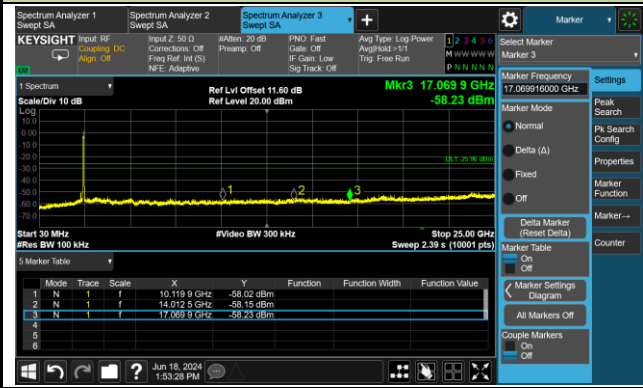 Spectrum Analyzer 1
Swept SA
Spectrum Analyzer 2
Swept SA
Spectrum Analyzer 3
Swept SA
Marker
KEYSIGHT
Input: RF
Coupling: DC
Align: Off
Input Z: 50 Ω
Corrections: Off
Freq Ref: Int (S)
NFE: Adaptive
#Atten: 20 dB
Preamp: Off
PNO: Fast
Gate: Off
IF Gain: Low
Sig Track: Off
Avg Type: Log-Power
Avg|Hold:>1/1
Trig: Free Run
1 2 3 4 5 6
M W W W W W
P N N N N N
Select Marker
Marker 3
1 Spectrum
Scale/Div 10 dB
Ref Lvl Offset 11.60 dB
Ref Level 20.00 dBm
Mkr3 17.069 9 GHz
-58.23 dBm
Log
10.0
0.00
-10.0
-20.0
-30.0
-40.0
-50.0
-60.0
-70.0
DL1 -25.96 dBm
1
2
3
Start 30 MHz
#Res BW 100 kHz
#Video BW 300 kHz
Stop 25.00 GHz
Sweep 2.39 s (10001 pts)
5 Marker Table
Mode Trace Scale X Y Function Function Width Function Value
1 N 1 f 10.119 9 GHz -58.02 dBm
2 N 1 f 14.012 5 GHz -58.15 dBm
3 N 1 f 17.069 9 GHz -58.23 dBm
4
5
6
Marker Frequency
17.069916000 GHz
Marker Mode
Normal
Delta (Δ)
Fixed
Off
Delta Marker
(Reset Delta)
Marker Table
On
Off
Marker Settings
Diagram
All Markers Off
Couple Markers
On
Off
Settings
Peak
Search
Pk Search
Config
Properties
Marker
Function
Marker→
Counter
Jun 18, 2024
1:53:28 PM